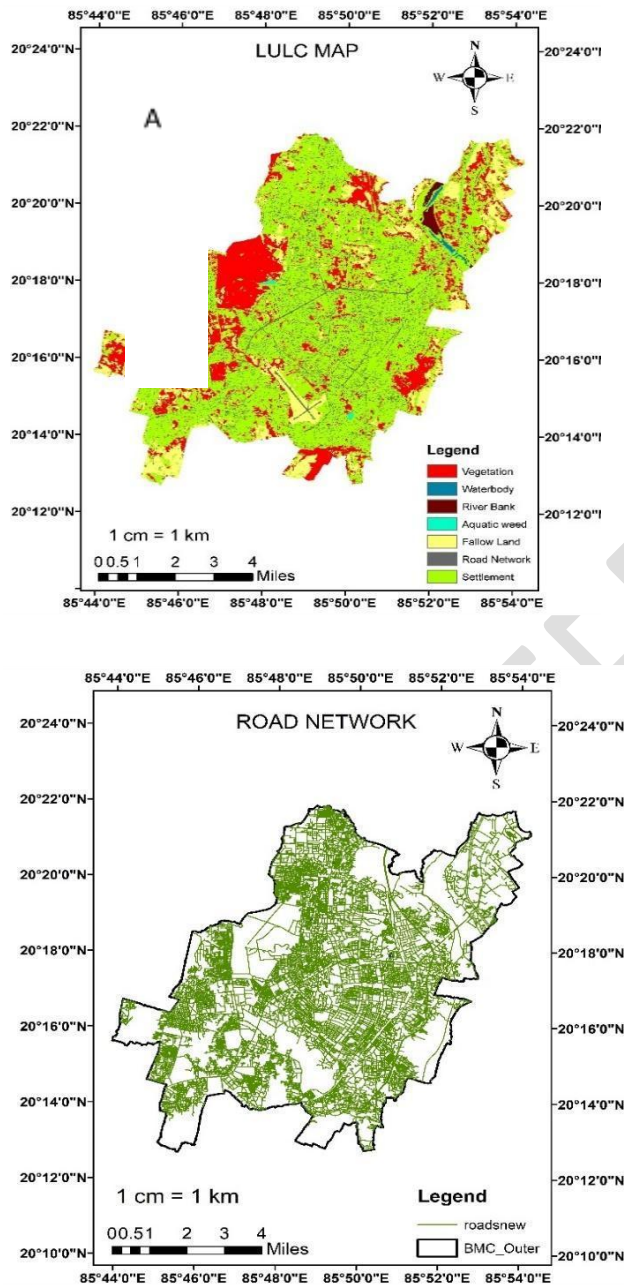 85°44'0"E 85°46'0"E 85°48'0"E 85°50'0"E 85°52'0"E 85°54'0"E
20°24'0"N 20°24'0"N
LULC MAP
N
W E
S
A
20°22'0"N 20°22'0"N
20°20'0"N 20°20'0"N
20°18'0"N 20°18'0"N
20°16'0"N 20°16'0"N
20°14'0"N 20°14'0"N
Legend
Vegetation
Waterbody
River Bank
Aquatic weed
Fallow Land
Road Network
Settlement
20°12'0"N 20°12'0"N
1 cm = 1 km
0 0.5 1 2 3 4
Miles
85°44'0"E 85°46'0"E 85°48'0"E 85°50'0"E 85°52'0"E 85°54'0"E
85°44'0"E 85°46'0"E 85°48'0"E 85°50'0"E 85°52'0"E 85°54'0"E
20°24'0"N 20°24'0"N
ROAD NETWORK
N
W E
S
20°22'0"N 20°22'0"N
20°20'0"N 20°20'0"N
20°18'0"N 20°18'0"N
20°16'0"N 20°16'0"N
20°14'0"N 20°14'0"N
20°12'0"N 20°12'0"N
1 cm = 1 km
Legend
roadsnew
BMC_Outer
0 0.5 1 2 3 4
Miles
20°10'0"N 20°10'0"N
85°44'0"E 85°46'0"E 85°48'0"E 85°50'0"E 85°52'0"E 85°54'0"E